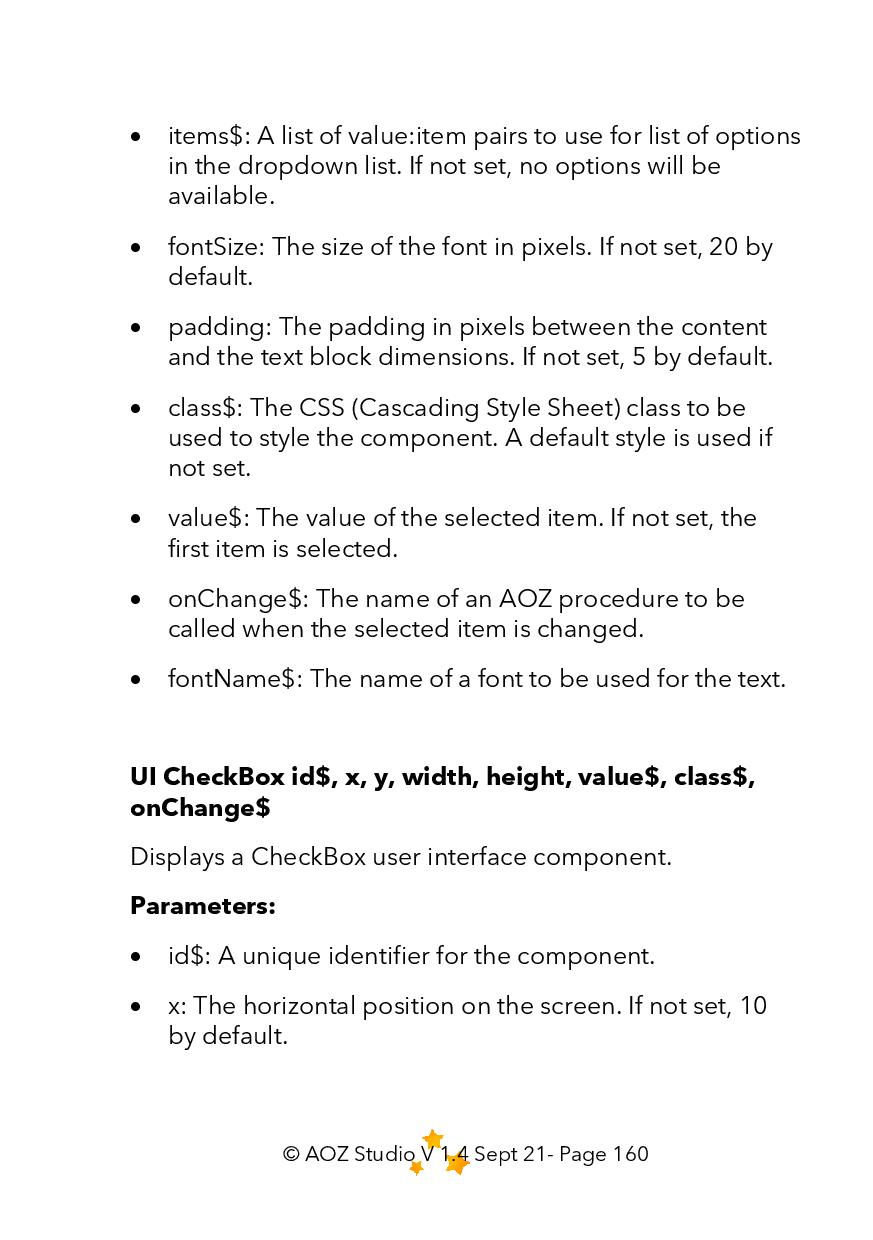 • items$: A list of value:item pairs to use for list of options
in the dropdown list. If not set, no options will be
available.
• fontSize: The size of the font in pixels. If not set, 20 by
default.
• padding: The padding in pixels between the content
and the text block dimensions. If not set, 5 by default.
• class$: The CSS (Cascading Style Sheet) class to be
used to style the component. A default style is used if
not set.
• value$: The value of the selected item. If not set, the
first item is selected.
• onChange$: The name of an AOZ procedure to be
called when the selected item is changed.
• fontName$: The name of a font to be used for the text.
UI CheckBox id$, x, y, width, height, value$, class$,
onChange$
Displays a CheckBox user interface component.
Parameters:
• id$: A unique identifier for the component.
• x: The horizontal position on the screen. If not set, 10
by default.
© AOZ Studio V 1.4 Sept 21- Page 160